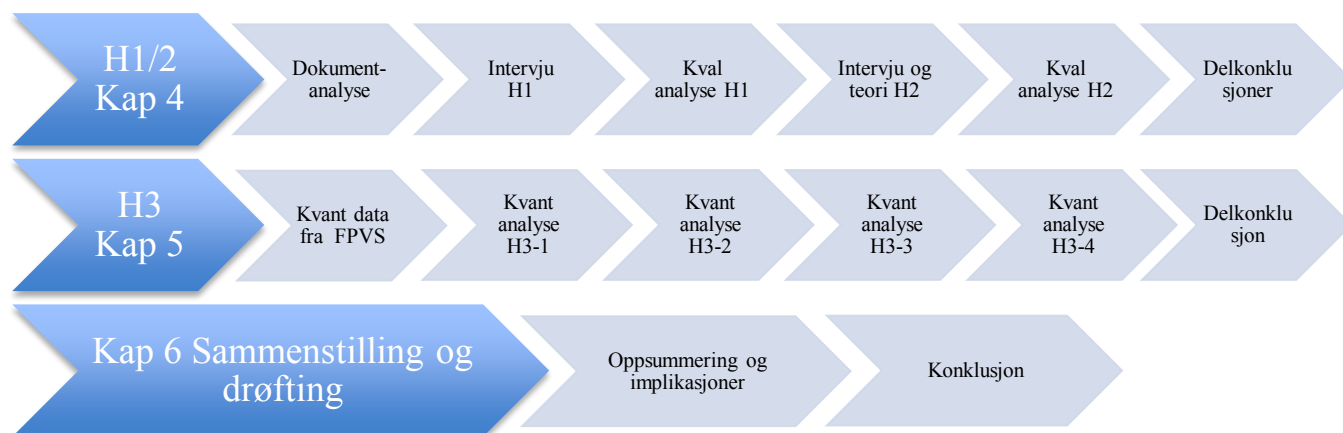 H1/2
Kap 4
Dokument-
analyse
Intervju
H1
Kval
analyse H1
Intervju og
teori H2
Kval
analyse H2
Delkonklu
sjoner
H3
Kap 5
Kvant data
fra FPVS
Kvant
analyse
H3-1
Kvant
analyse
H3-2
Kvant
analyse
H3-3
Kvant
analyse
H3-4
Delkonklu
sjon
Kap 6 Sammenstilling og
drøfting
Oppsummering og
implikasjoner
Konklusjon